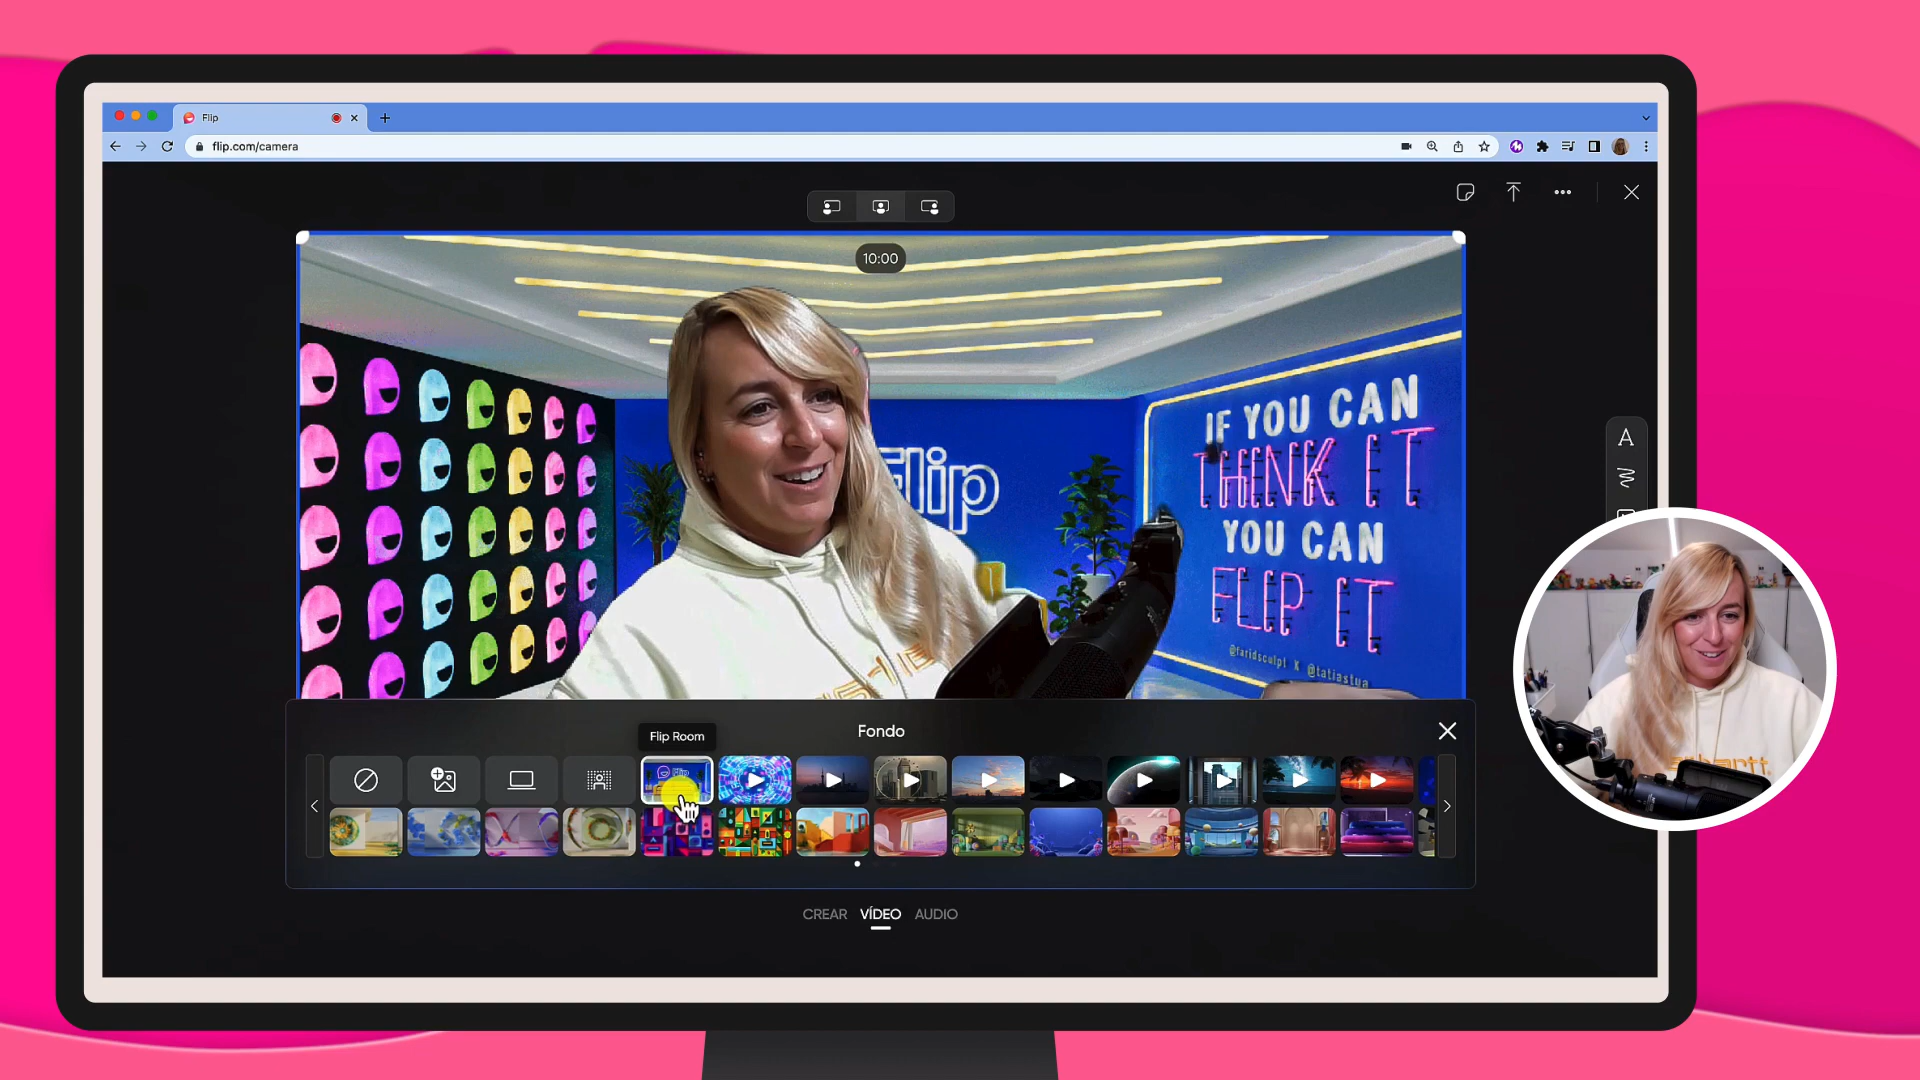 Flip
flip.com/camera
10:00
Flip
IF YOU CAN
THINK IT
YOU CAN
FLIP IT
@faridsculpt X @tatiastua
Flip Room
Fondo
Flip
CREAR VÍDEO AUDIO